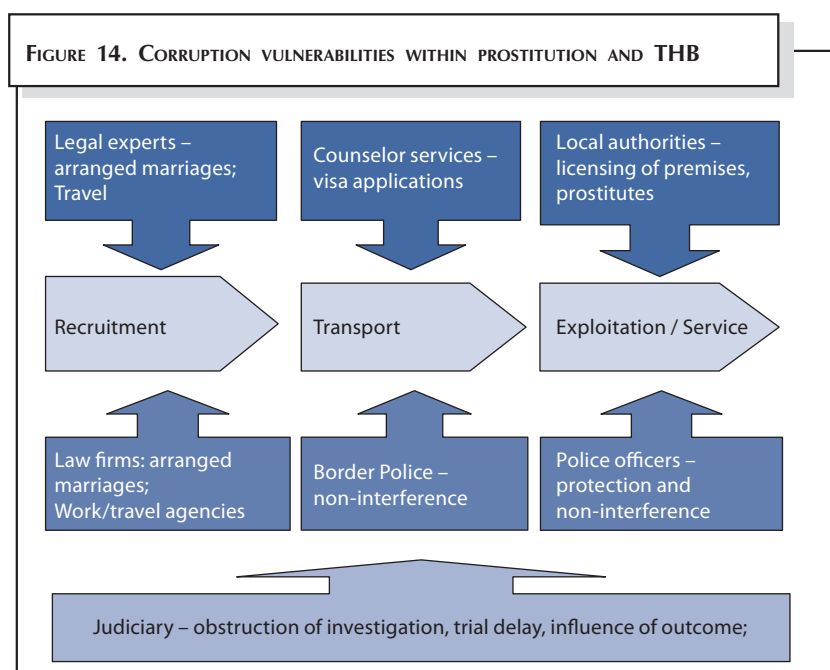 FIGURE 14. CORRUPTION VULNERABILITIES WITHIN PROSTITUTION AND THB
Legal experts –
arranged marriages;
Travel
Counselor services –
visa applications
Local authorities –
licensing of premises,
prostitutes
Recruitment
Transport
Exploitation / Service
Law firms: arranged
marriages;
Work/travel agencies
Border Police –
non-interference
Police officers –
protection and
non-interference
Judiciary – obstruction of investigation, trial delay, influence of outcome;